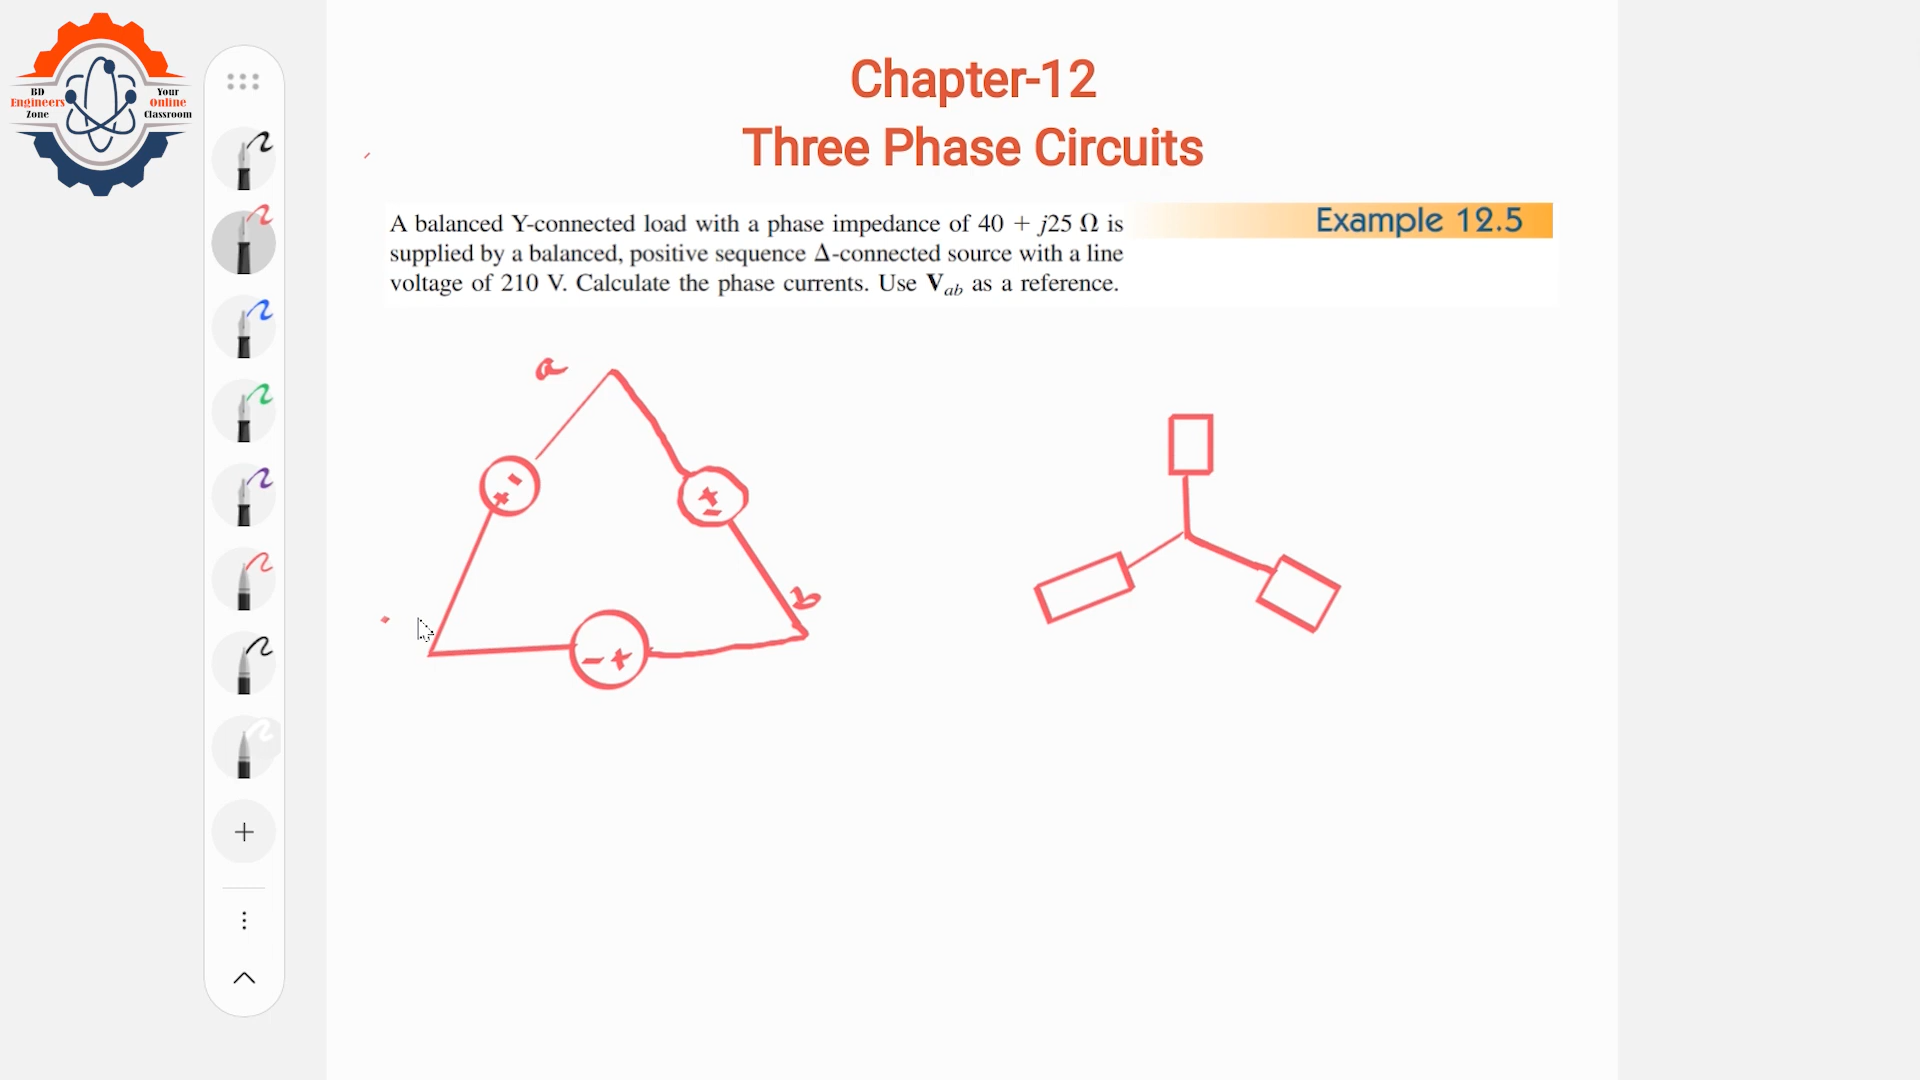 BD
Engineers
Zone
Your
Online
Classroom
Chapter-12
Three Phase Circuits
A balanced Y-connected load with a phase impedance of 40 + j25 Ω is
supplied by a balanced, positive sequence Δ-connected source with a line
voltage of 210 V. Calculate the phase currents. Use Vab as a reference.
Example 12.5
a
- +
+ -
b
- +